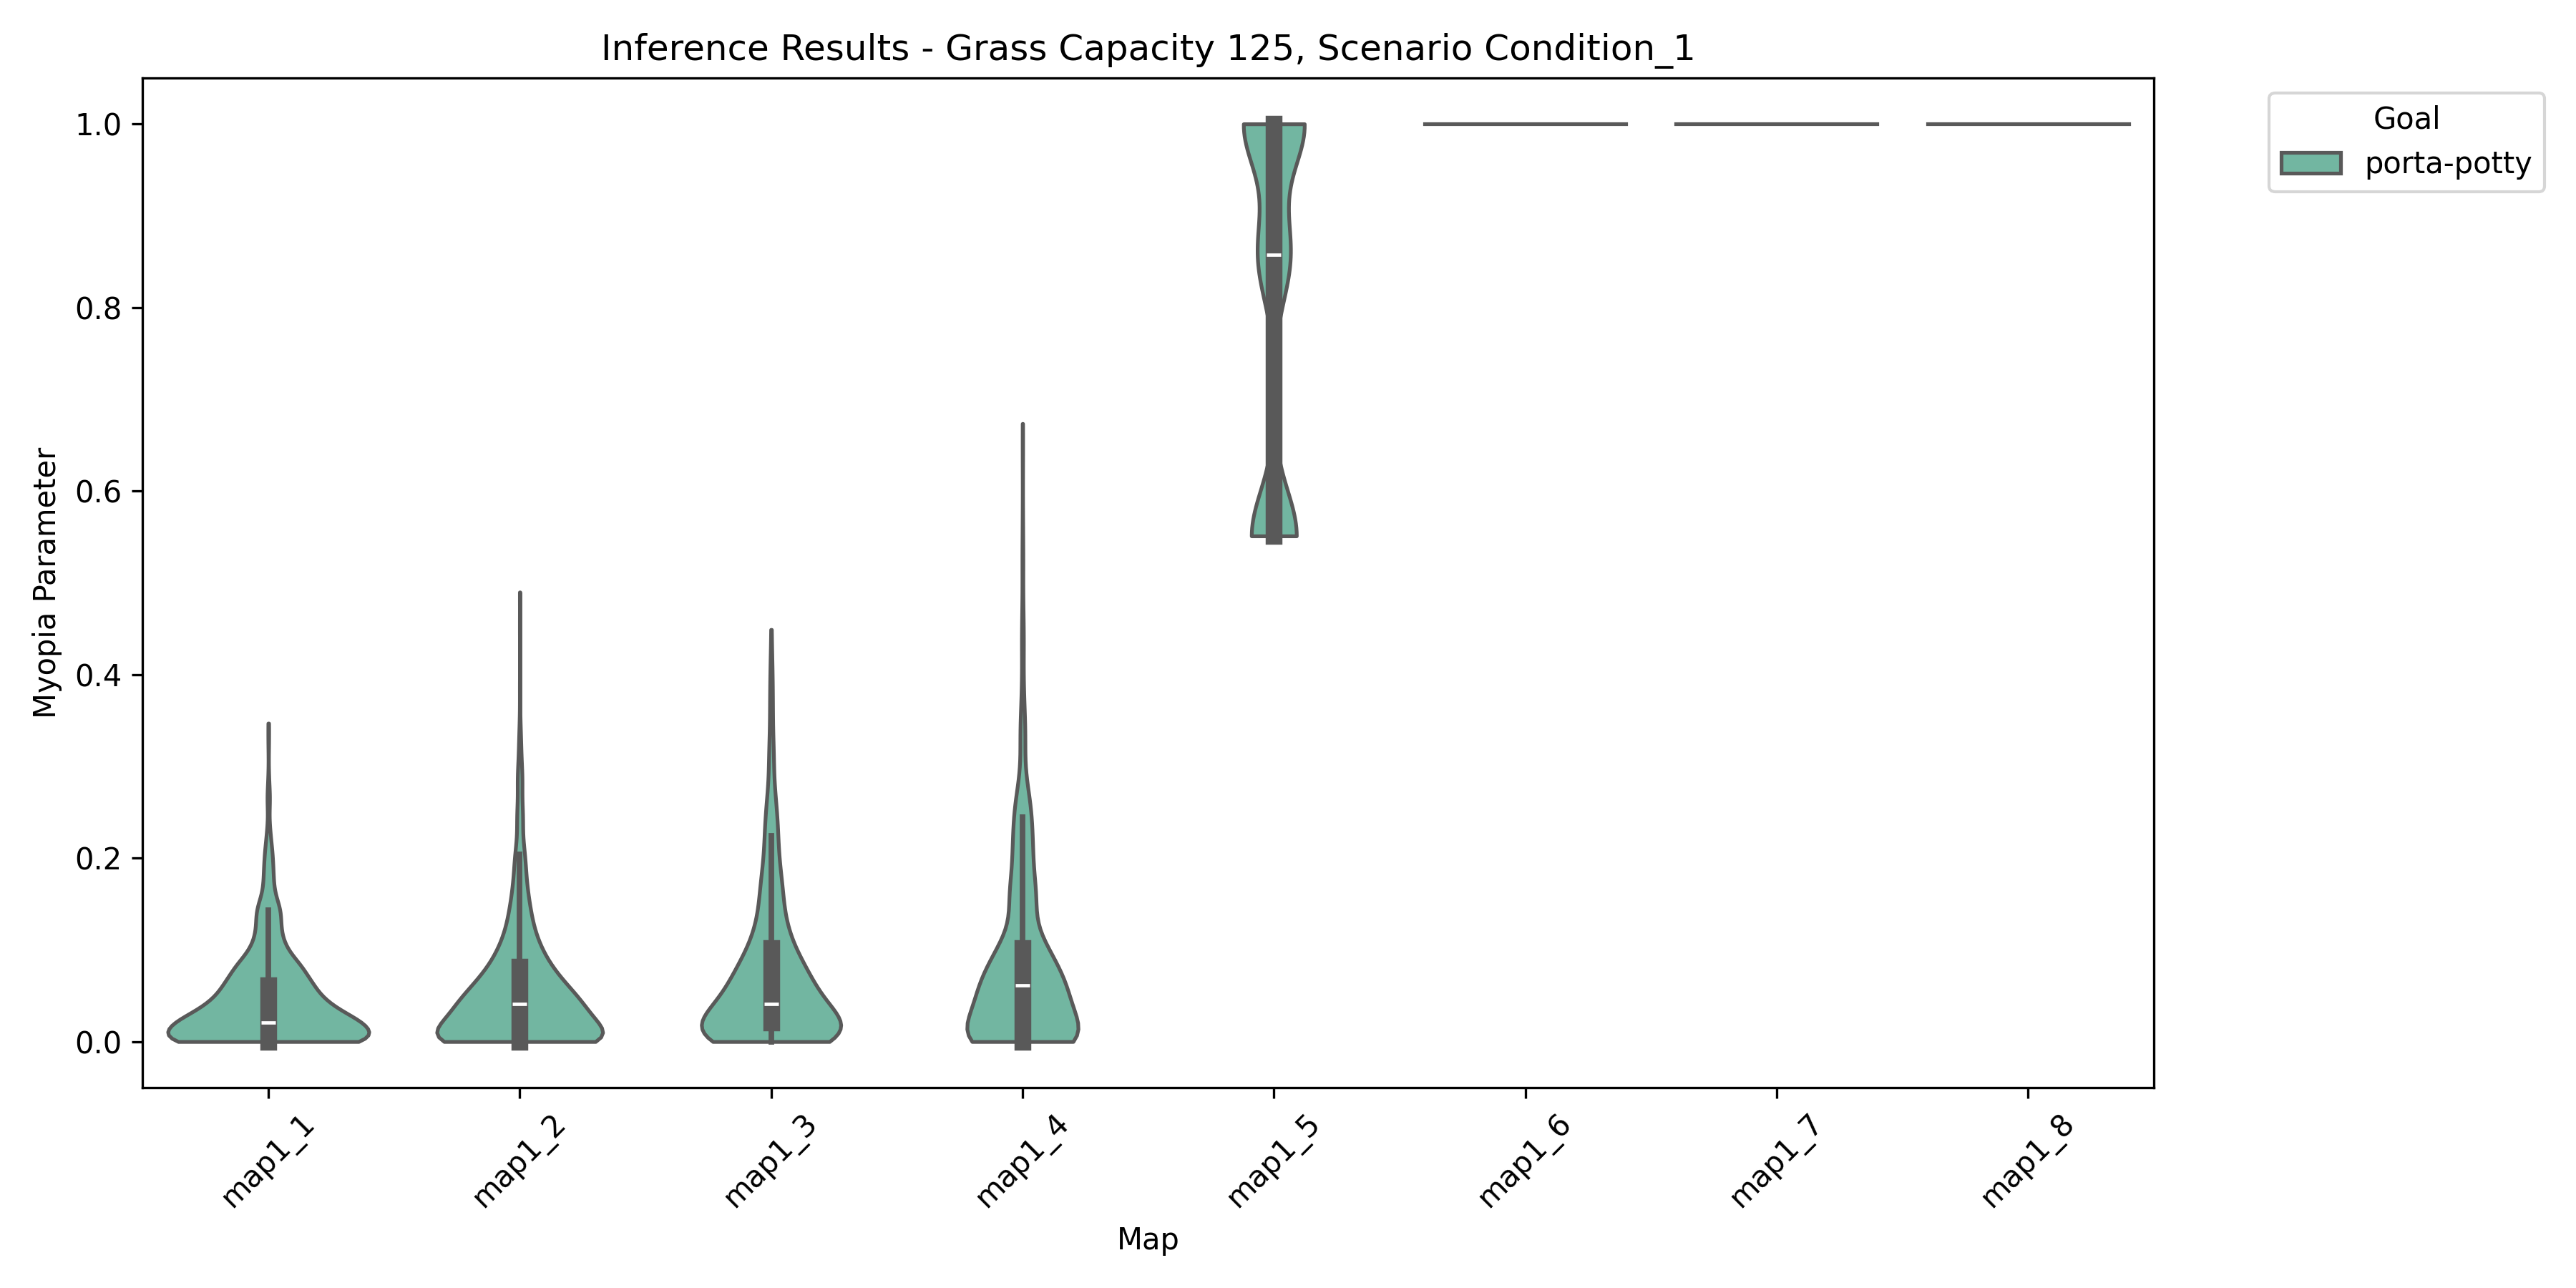 Inference Results - Grass Capacity 125, Scenario Condition_1
Goal
porta-potty
Myopia Parameter
1.0
0.8
0.6
0.4
0.2
0.0
map1_1
map1_2
map1_3
map1_4
map1_5
map1_6
map1_7
map1_8
Map